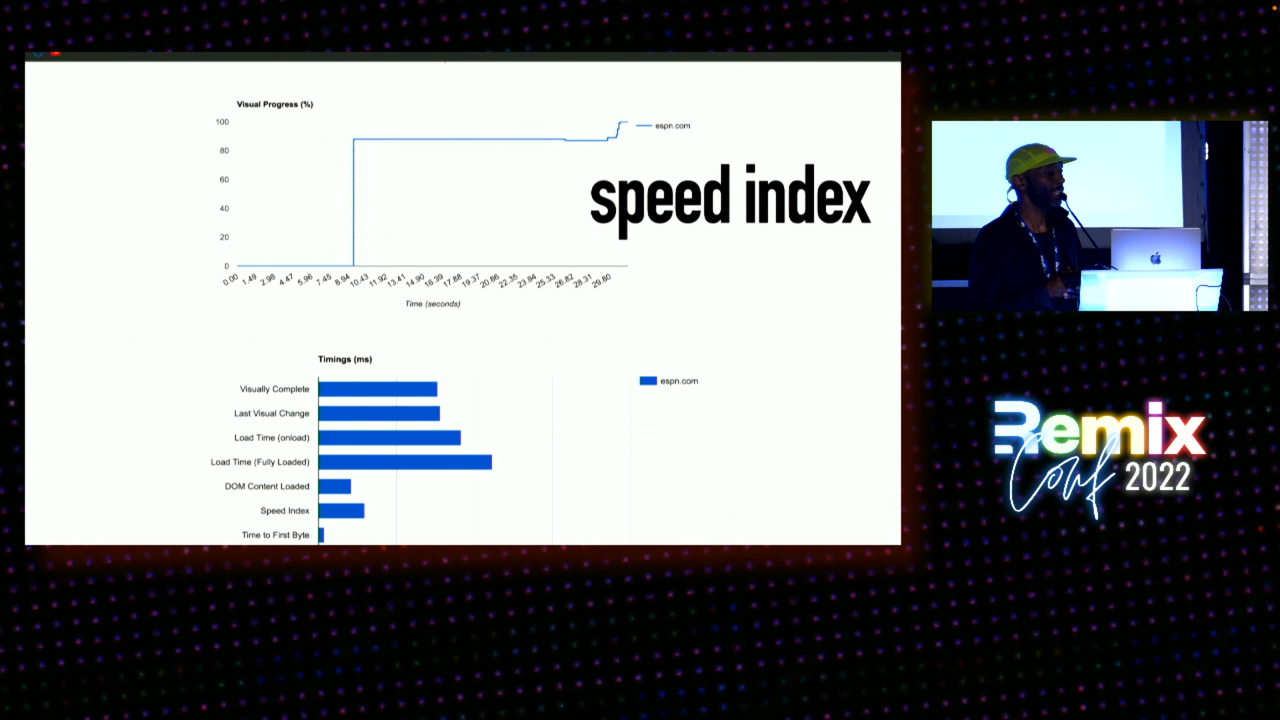 Visual Progress (%)
100
80
60
40
20
0
espn.com
speed index
0.00 1.49 2.98 4.47 5.96 7.45 8.94 10.43 11.92 13.41 14.90 16.39 17.88 19.37 20.86 22.35 23.84 25.33 26.82 28.31 29.80
Time (seconds)
Timings (ms)
espn.com
Visually Complete
Last Visual Change
Load Time (onload)
Load Time (Fully Loaded)
DOM Content Loaded
Speed Index
Time to First Byte
Remix
Conf 2022